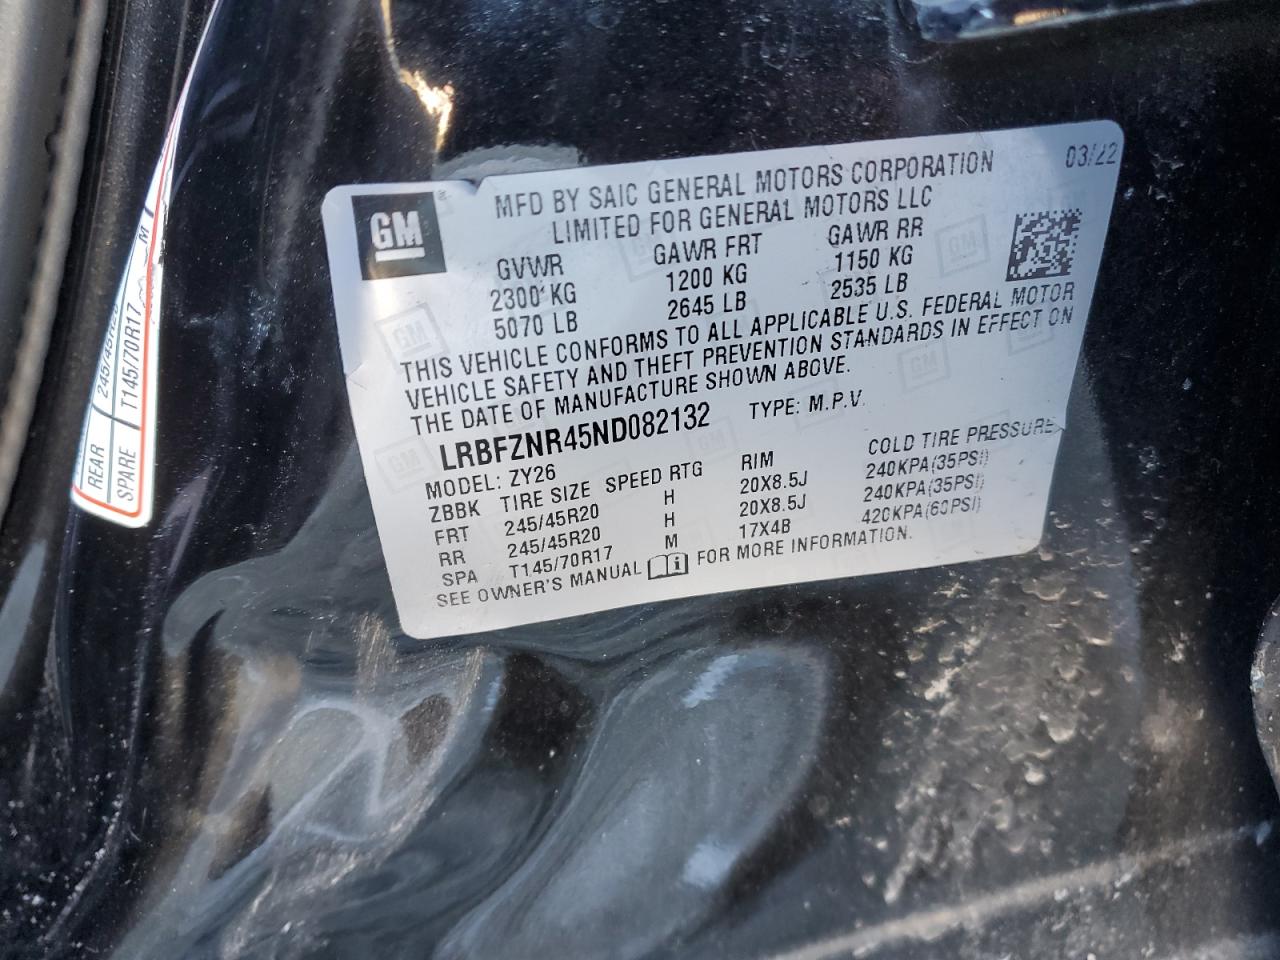 GM
MFD BY SAIC GENERAL MOTORS CORPORATION
LIMITED FOR GENERAL MOTORS LLC
03/22
GVWR GAWR FRT GAWR RR
2300 KG 1200 KG 1150 KG
5070 LB 2645 LB 2535 LB
THIS VEHICLE CONFORMS TO ALL APPLICABLE U.S. FEDERAL MOTOR
VEHICLE SAFETY AND THEFT PREVENTION STANDARDS IN EFFECT ON
THE DATE OF MANUFACTURE SHOWN ABOVE.
LRBFZNR45ND082132 TYPE: M.P.V.
MODEL: ZY26
ZBBK TIRE SIZE SPEED RTG RIM COLD TIRE PRESSURE
FRT 245/45R20 H 20X8.5J 240KPA(35PSI)
RR 245/45R20 H 20X8.5J 240KPA(35PSI)
SPA T145/70R17 M 17X4B 420KPA(60PSI)
SEE OWNER'S MANUAL FOR MORE INFORMATION.
REAR 245/45R20
SPARE T145/70R17 M